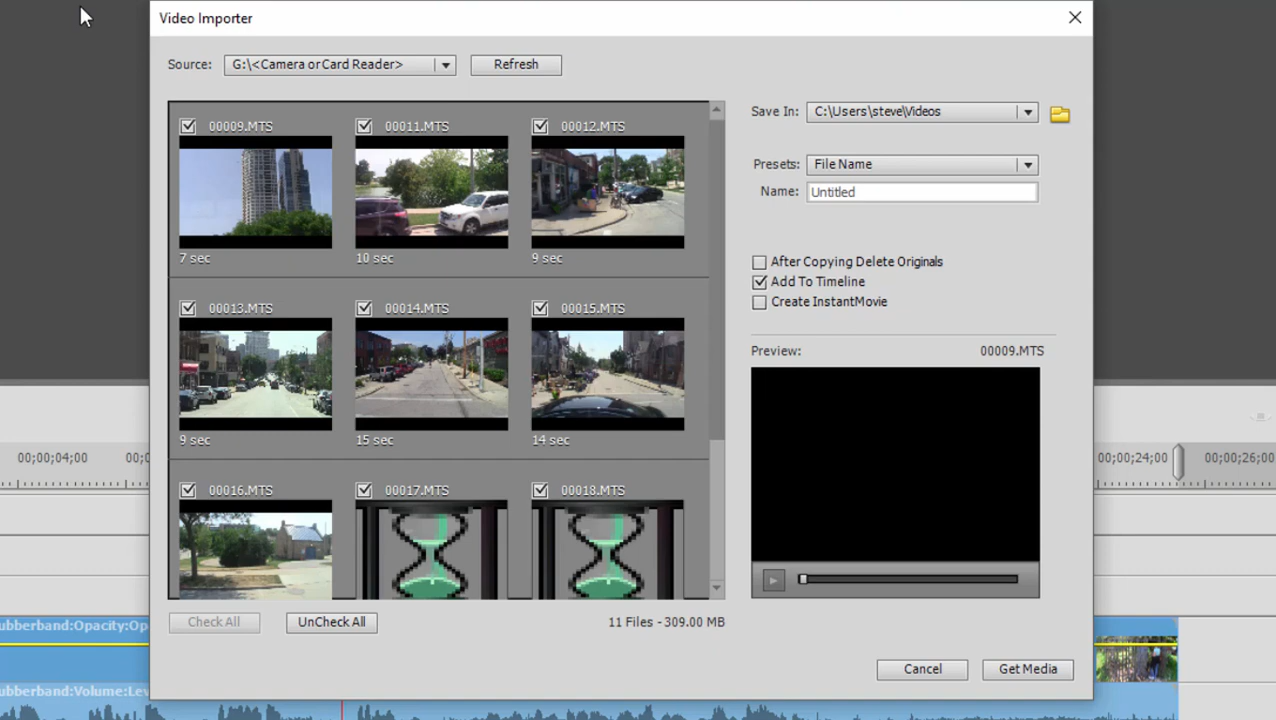 Video Importer
Source: G:\<Camera or Card Reader> Refresh
00009.MTS 00011.MTS 00012.MTS
7 sec 10 sec 9 sec
00013.MTS 00014.MTS 00015.MTS
9 sec 15 sec 14 sec
00016.MTS 00017.MTS 00018.MTS
Check All UnCheck All 11 Files - 309.00 MB
Save In: C:\Users\steve\Videos
Presets: File Name
Name: Untitled
After Copying Delete Originals
Add To Timeline
Create InstantMovie
Preview: 00009.MTS
Cancel Get Media
00;00;04;00 00;0 00;00;24;00 00;00;26;00
ubberband:Opacity:Op
ubberband:Volume:Lev